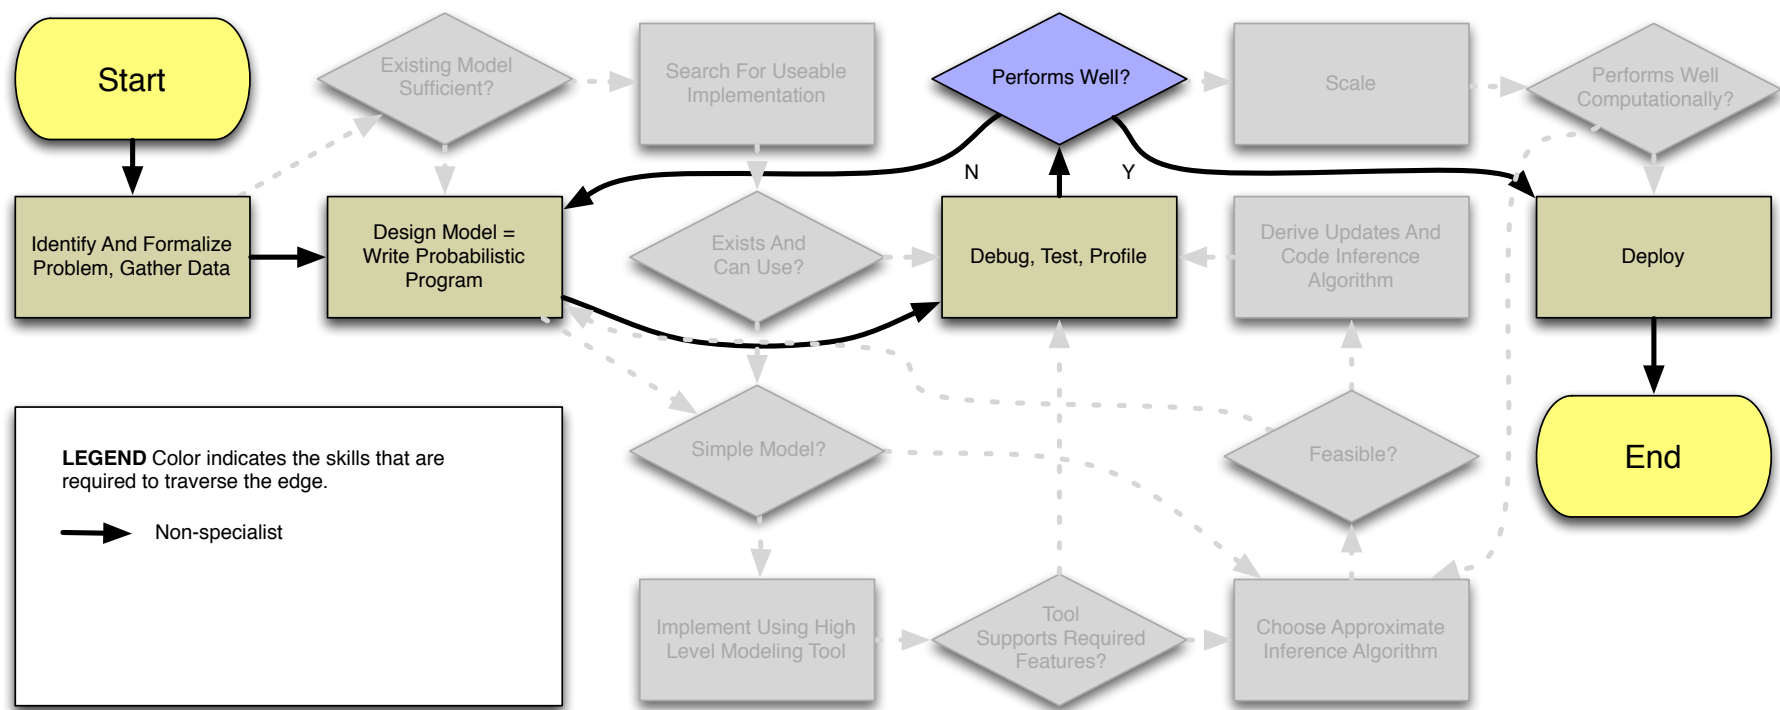 Start
Existing Model
Sufficient?
Search For Useable
Implementation
Performs Well?
Scale
Performs Well
Computationally?
N
Y
Identify And Formalize
Problem, Gather Data
Design Model =
Write Probabilistic
Program
Exists And
Can Use?
Debug, Test, Profile
Derive Updates And
Code Inference
Algorithm
Deploy
LEGEND Color indicates the skills that are
required to traverse the edge.
Non-specialist
Simple Model?
Feasible?
End
Implement Using High
Level Modeling Tool
Tool
Supports Required
Features?
Choose Approximate
Inference Algorithm